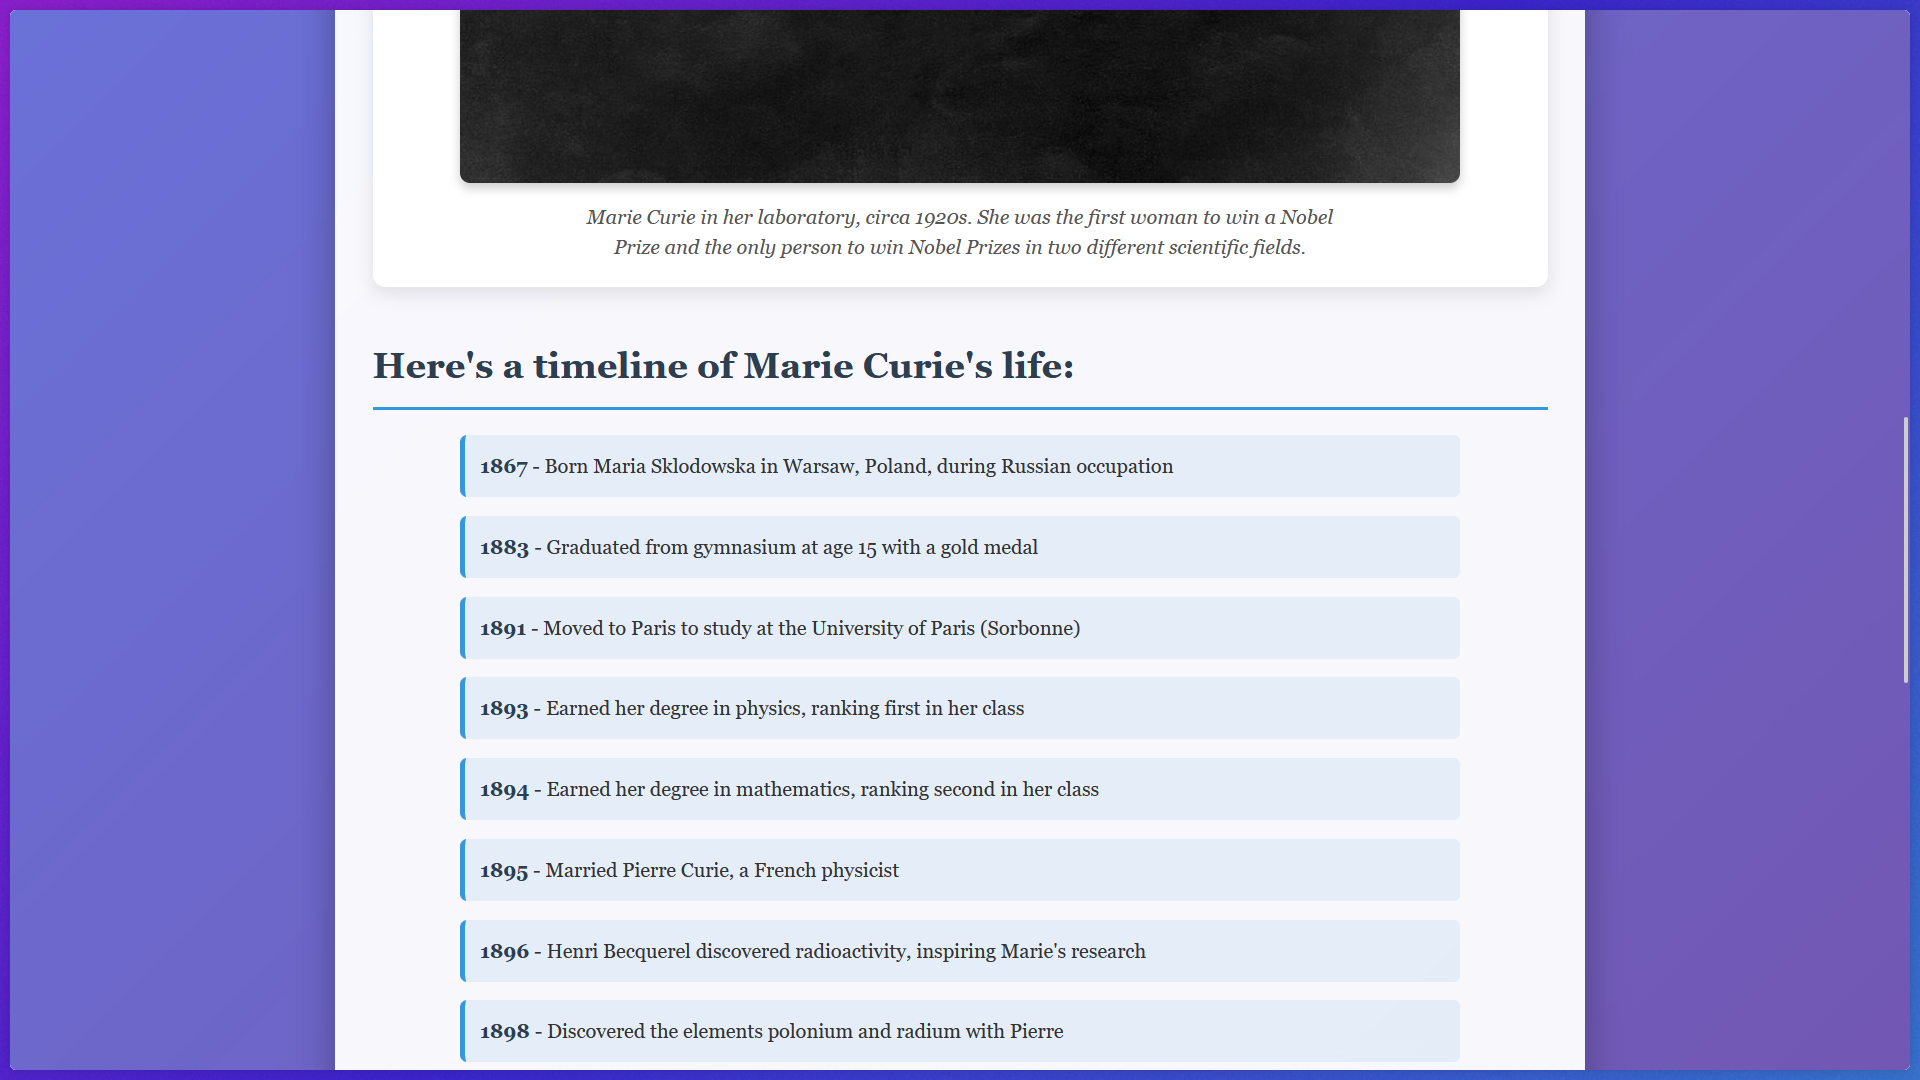 Marie Curie in her laboratory, circa 1920s. She was the first woman to win a Nobel
Prize and the only person to win Nobel Prizes in two different scientific fields.
Here's a timeline of Marie Curie's life:
1867 - Born Maria Sklodowska in Warsaw, Poland, during Russian occupation
1883 - Graduated from gymnasium at age 15 with a gold medal
1891 - Moved to Paris to study at the University of Paris (Sorbonne)
1893 - Earned her degree in physics, ranking first in her class
1894 - Earned her degree in mathematics, ranking second in her class
1895 - Married Pierre Curie, a French physicist
1896 - Henri Becquerel discovered radioactivity, inspiring Marie's research
1898 - Discovered the elements polonium and radium with Pierre